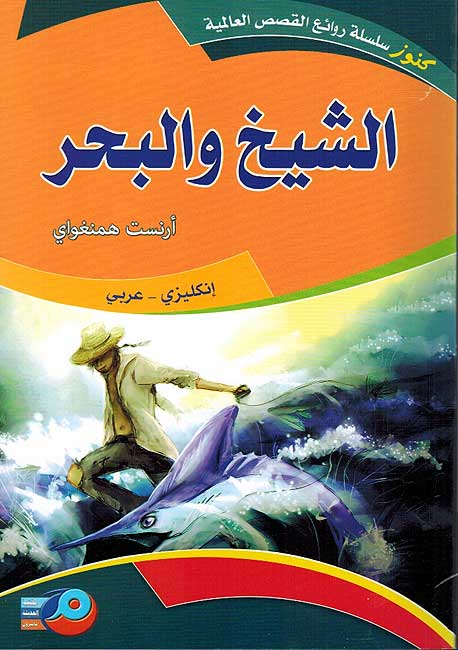 كنوز سلسلة روائع القصص العالمية
الشيخ والبحر
أرنست همنغواي
إنكليزي - عربي